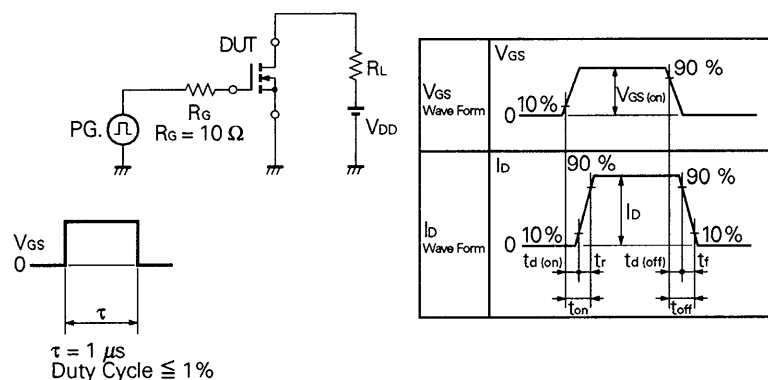 DUT
RL
RG
PG.
RG = 10 Ω
VDD
VGS
0
τ
τ = 1 μs
Duty Cycle ≦ 1%
VGS
Wave Form
VGS
90 %
VGS (on)
10 %
0
ID
Wave Form
ID
90 %
90 %
ID
10 %
10 %
0
td (on)
tr
td (off)
tf
ton
toff